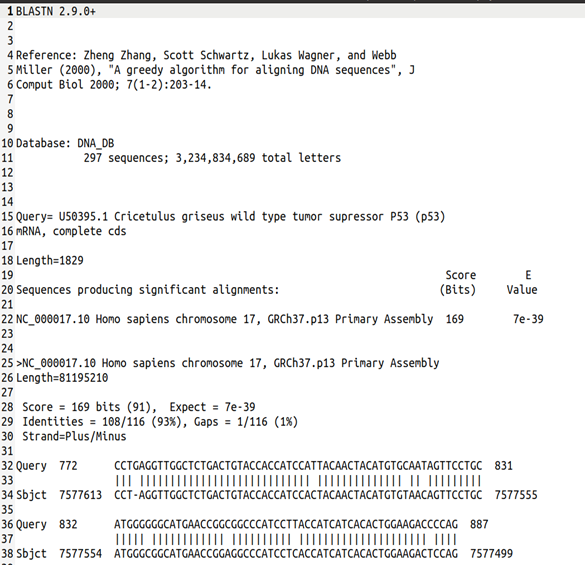 1 BLASTN 2.9.0+
2
3
4 Reference: Zheng Zhang, Scott Schwartz, Lukas Wagner, and Webb
5 Miller (2000), "A greedy algorithm for aligning DNA sequences", J
6 Comput Biol 2000; 7(1-2):203-14.
7
8
9
10 Database: DNA_DB
11 297 sequences; 3,234,834,689 total letters
12
13
14
15 Query= U50395.1 Cricetulus griseus wild type tumor supressor P53 (p53)
16 mRNA, complete cds
17
18 Length=1829
19 Score E
20 Sequences producing significant alignments: (Bits) Value
21
22 NC_000017.10 Homo sapiens chromosome 17, GRCh37.p13 Primary Assembly 169 7e-39
23
24
25 >NC_000017.10 Homo sapiens chromosome 17, GRCh37.p13 Primary Assembly
26 Length=81195210
27
28 Score = 169 bits (91), Expect = 7e-39
29 Identities = 108/116 (93%), Gaps = 1/116 (1%)
30 Strand=Plus/Minus
31
32 Query 772 CCTGAGGTTGGCTCTGACTGTACCACCATCCATTACAACTACATGTGCAATAGTTCCTGC 831
33 ||| |||||||||||||||||||||||||||| |||||||||||||| || |||||||||
34 Sbjct 7577613 CCT-AGGTTGGCTCTGACTGTACCACCATCCACTACAACTACATGTGTAACAGTTCCTGC 7577555
35
36 Query 832 ATGGGGGGCATGAACCGGCGGCCCATCCTTACCATCATCACACTGGAAGACCCCAG 887
37 ||||| |||||||||||| |||||||||| ||||||||||||||||||||| ||||
38 Sbjct 7577554 ATGGGCGGCATGAACCGGAGGCCCATCCTCACCATCATCACACTGGAAGACTCCAG 7577499